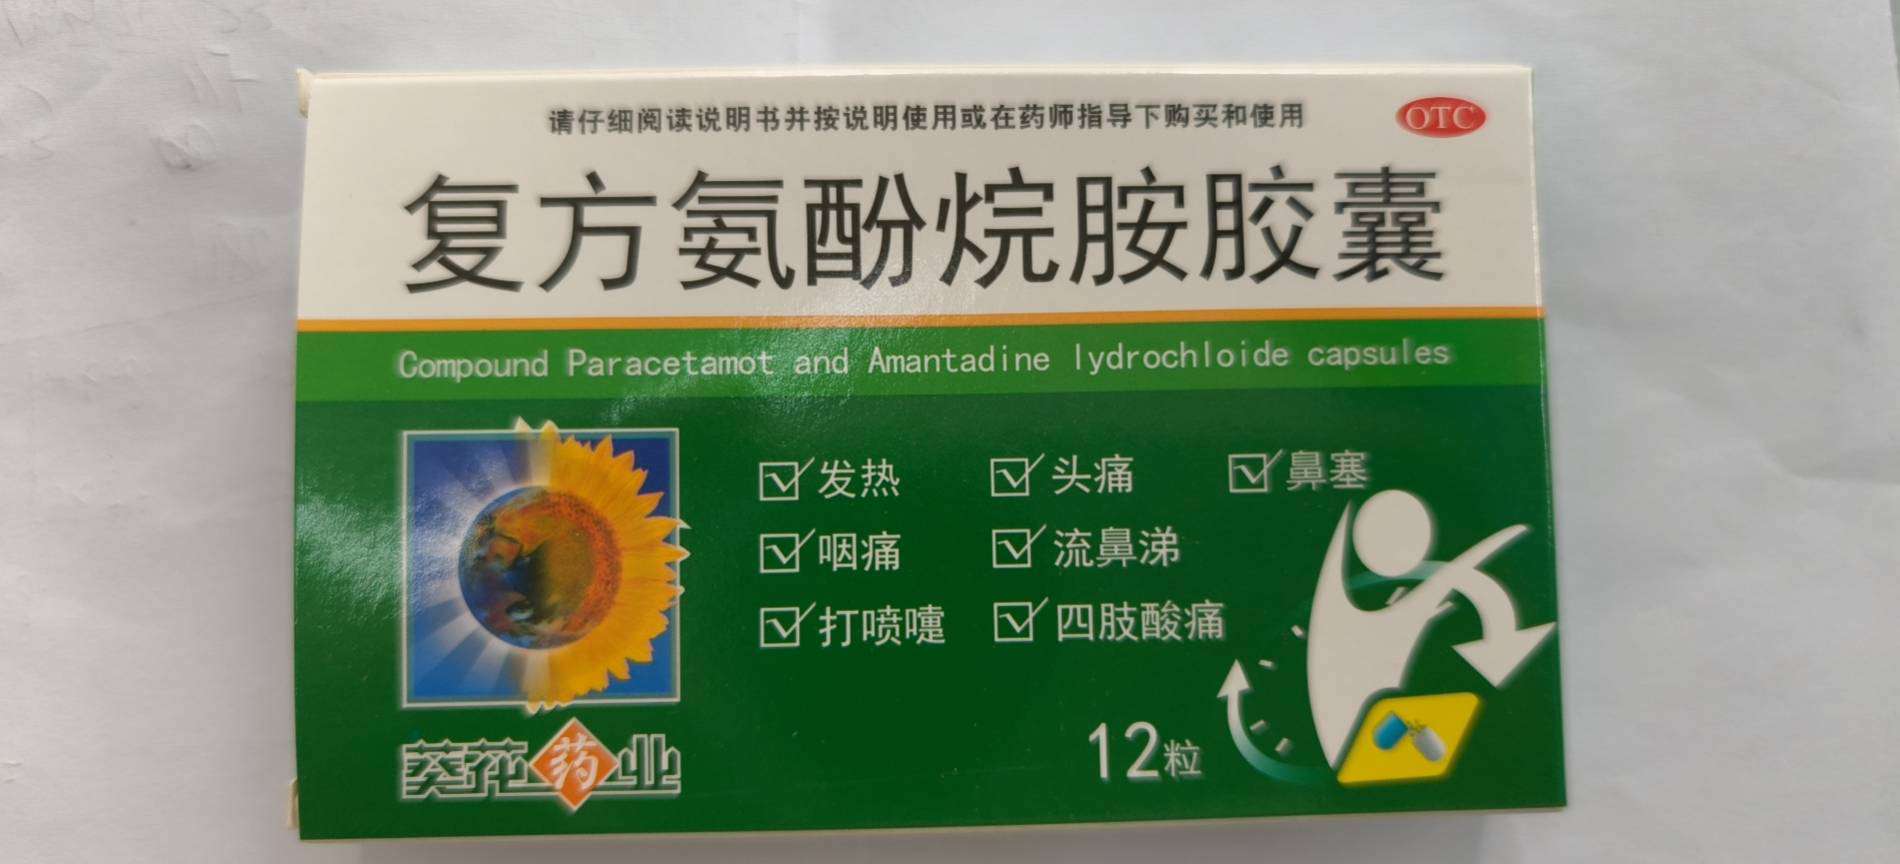 请仔细阅读说明书并按说明使用或在药师指导下购买和使用
OTC
复方氨酚烷胺胶囊
Compound Paracetamot and Amantadine lydrochloide capsules
发热 头痛 鼻塞
咽痛 流鼻涕
打喷嚏 四肢酸痛
葵花药业
12粒